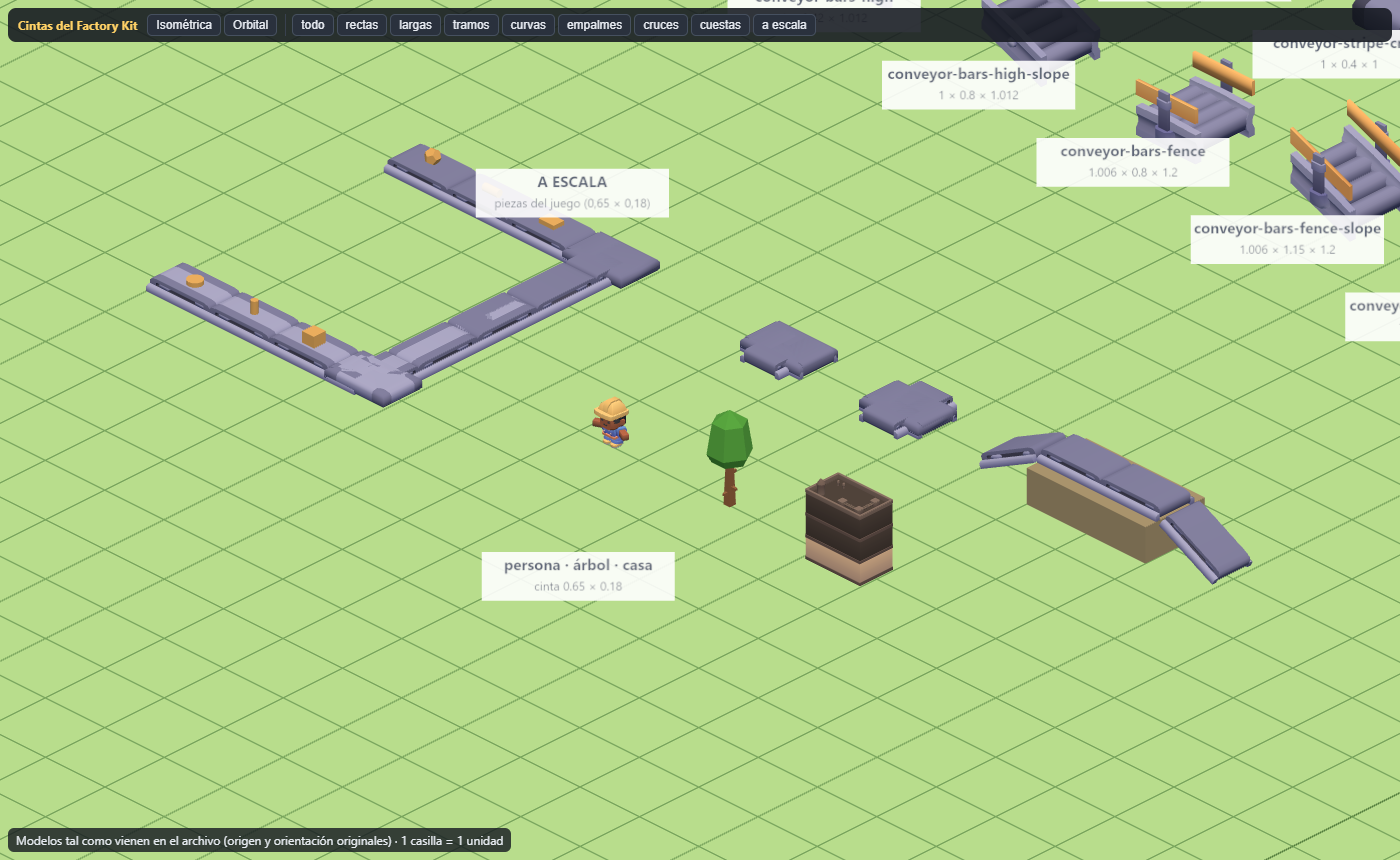 Cintas del Factory Kit
Isométrica
Orbital
todo
rectas
largas
tramos
curvas
empalmes
cruces
cuestas
a escala
conveyor-bars-high-slope
1 × 0.8 × 1.012
1 × 0.4 × 1
conveyor-bars-fence
1.006 × 0.8 × 1.2
A ESCALA
piezas del juego (0,65 × 0,18)
conveyor-bars-fence-slope
1.006 × 1.15 × 1.2
persona · árbol · casa
cinta 0.65 × 0.18
Modelos tal como vienen en el archivo (origen y orientación originales) · 1 casilla = 1 unidad